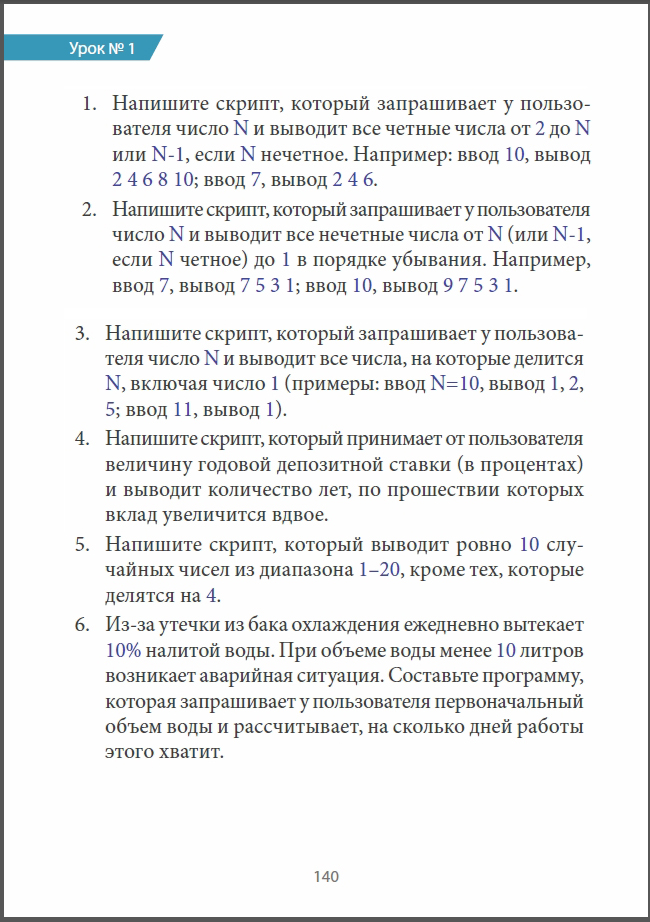 Урок № 1
1. Напишите скрипт, который запрашивает у пользо-
вателя число N и выводит все четные числа от 2 до N
или N-1, если N нечетное. Например: ввод 10, вывод
2 4 6 8 10; ввод 7, вывод 2 4 6.
2. Напишите скрипт, который запрашивает у пользователя
число N и выводит все нечетные числа от N (или N-1,
если N четное) до 1 в порядке убывания. Например,
ввод 7, вывод 7 5 3 1; ввод 10, вывод 9 7 5 3 1.
3. Напишите скрипт, который запрашивает у пользова-
теля число N и выводит все числа, на которые делится
N, включая число 1 (примеры: ввод N=10, вывод 1, 2,
5; ввод 11, вывод 1).
4. Напишите скрипт, который принимает от пользователя
величину годовой депозитной ставки (в процентах)
и выводит количество лет, по прошествии которых
вклад увеличится вдвое.
5. Напишите скрипт, который выводит ровно 10 слу-
чайных чисел из диапазона 1–20, кроме тех, которые
делятся на 4.
6. Из-за утечки из бака охлаждения ежедневно вытекает
10% налитой воды. При объеме воды менее 10 литров
возникает аварийная ситуация. Составьте программу,
которая запрашивает у пользователя первоначальный
объем воды и рассчитывает, на сколько дней работы
этого хватит.
140